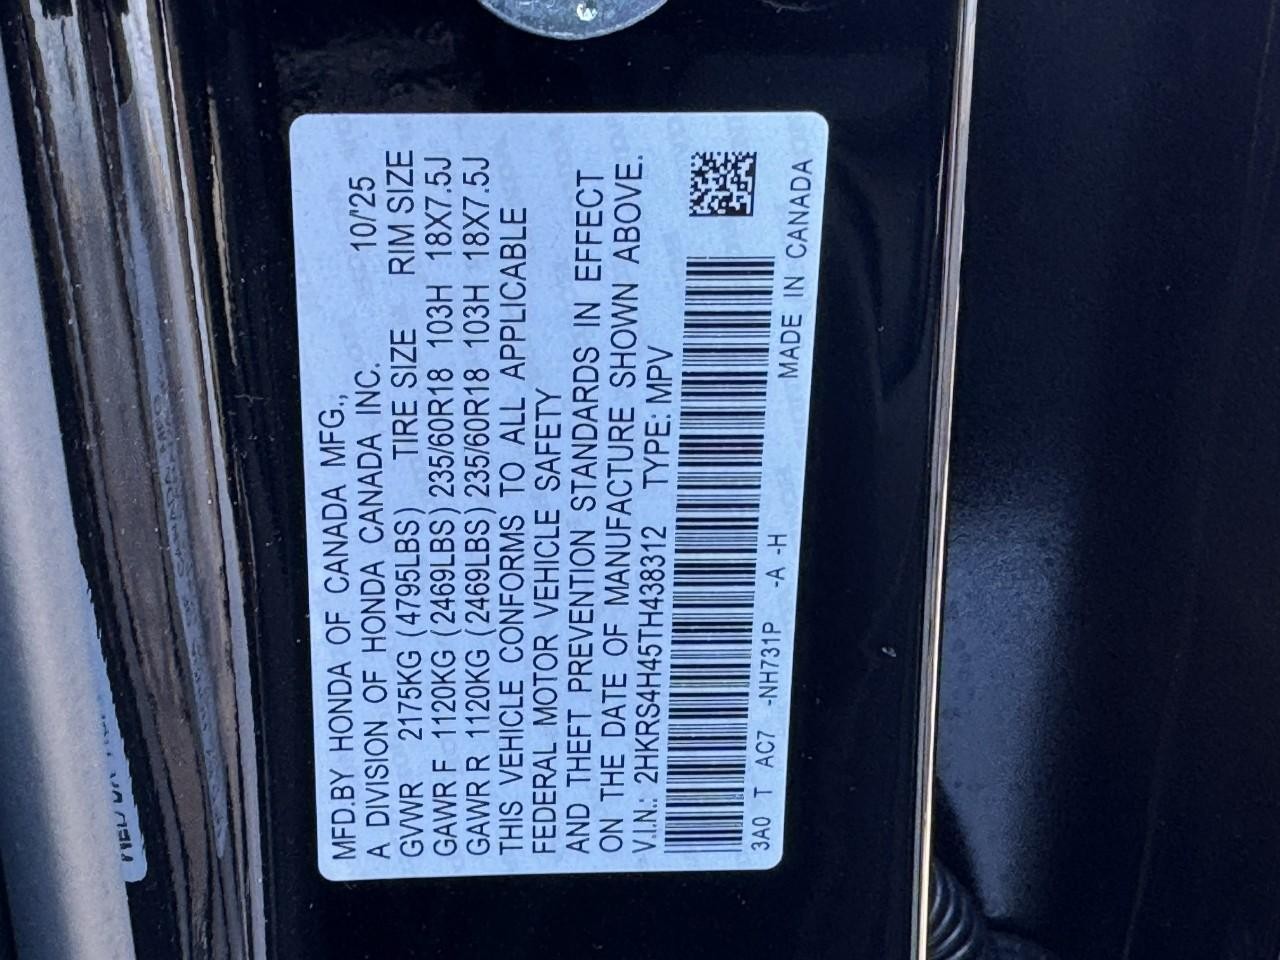 MFD.BY HONDA OF CANADA MFG.,
A DIVISION OF HONDA CANADA INC. 10/'25
GVWR 2175KG (4795LBS) TIRE SIZE RIM SIZE
GAWR F 1120KG (2469LBS) 235/60R18 103H 18X7.5J
GAWR R 1120KG (2469LBS) 235/60R18 103H 18X7.5J
THIS VEHICLE CONFORMS TO ALL APPLICABLE
FEDERAL MOTOR VEHICLE SAFETY
AND THEFT PREVENTION STANDARDS IN EFFECT
ON THE DATE OF MANUFACTURE SHOWN ABOVE.
V.I.N.: 2HKRS4H45TH438312 TYPE: MPV
3A0 T AC7 -NH731P -A -H MADE IN CANADA